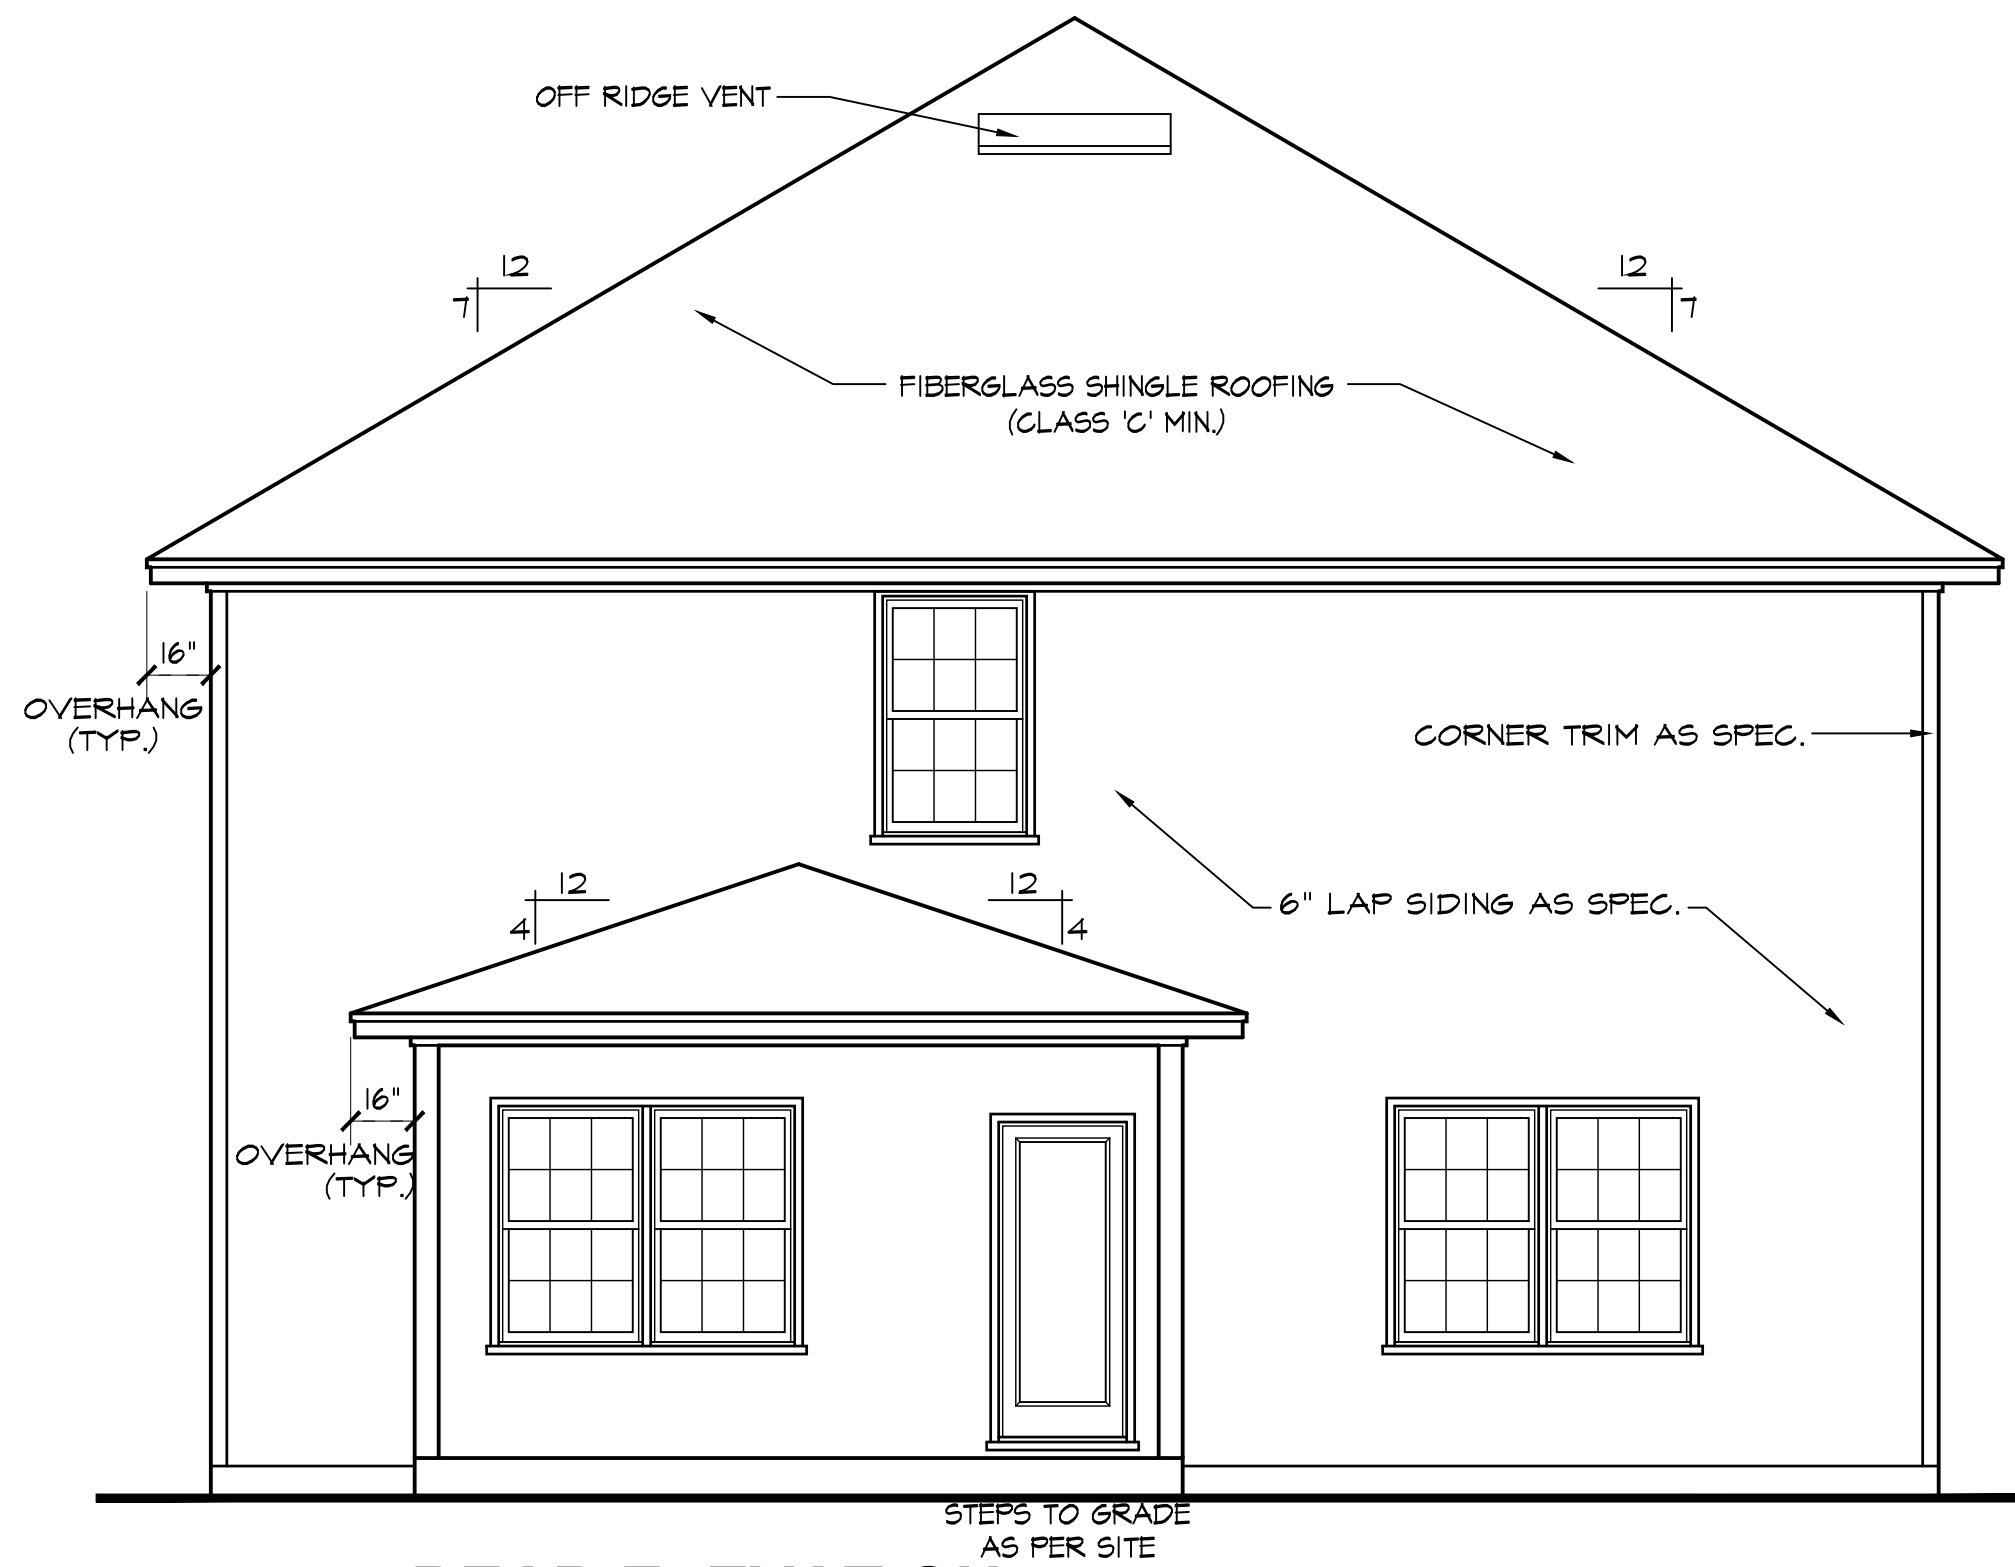 OFF RIDGE VENT
12
7
12
7
FIBERGLASS SHINGLE ROOFING
(CLASS 'C' MIN.)
16"
OVERHANG
(TYP.)
CORNER TRIM AS SPEC.
12
4
12
4
6" LAP SIDING AS SPEC.
16"
OVERHANG
(TYP.)
STEPS TO GRADE
AS PER SITE